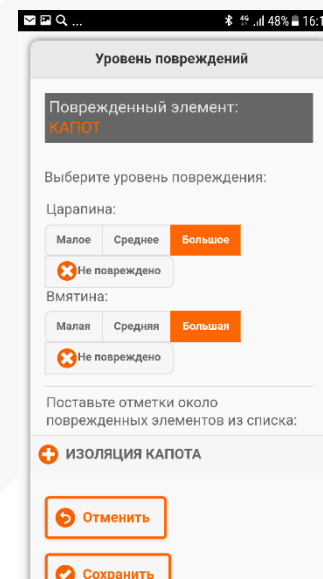 ... 48% 16:1
Уровень повреждений
Поврежденный элемент:
КАПОТ
Выберите уровень повреждения:
Царапина:
Малое Среднее Большое
Не повреждено
Вмятина:
Малая Средняя Большая
Не повреждено
Поставьте отметки около
поврежденных элементов из списка:
ИЗОЛЯЦИЯ КАПОТА
Отменить
Сохранить